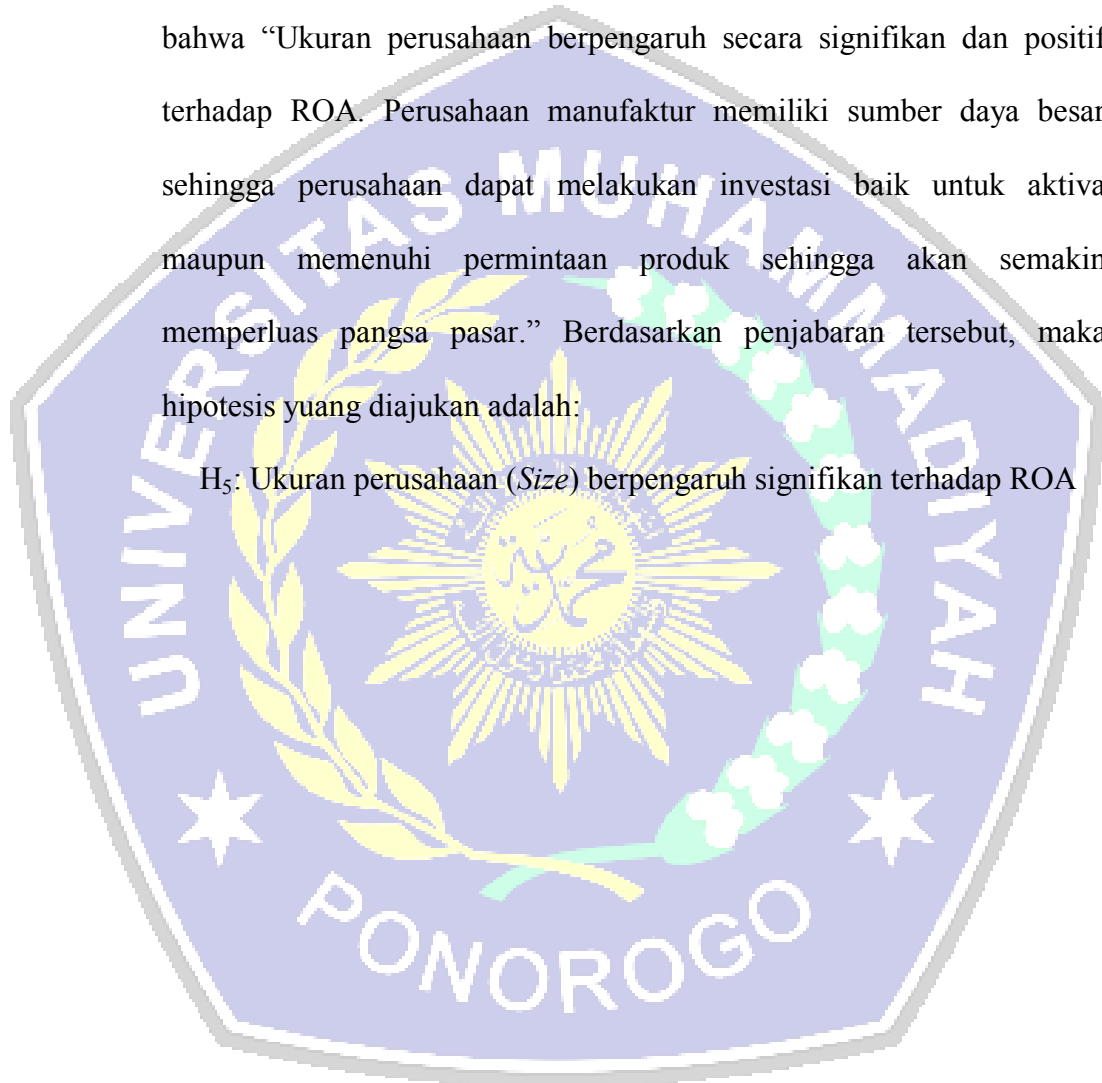 bahwa “Ukuran perusahaan berpengaruh secara signifikan dan positif
terhadap ROA. Perusahaan manufaktur memiliki sumber daya besar
sehingga perusahaan dapat melakukan investasi baik untuk aktiva
maupun memenuhi permintaan produk sehingga akan semakin
memperluas pangsa pasar.” Berdasarkan penjabaran tersebut, maka
hipotesis yuang diajukan adalah:
H₅: Ukuran perusahaan (Size) berpengaruh signifikan terhadap ROA
UNIVERSITAS MUHAMMADIYAH
PONOROGO